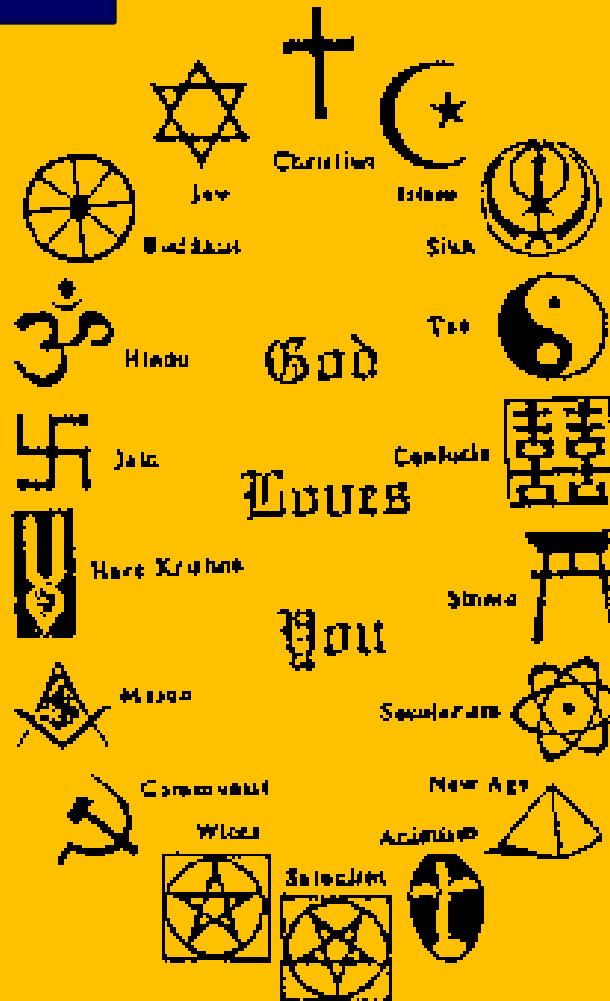 Christian
Jew
Islam
Buddhist
Sikh
Tao
Hindu
God
Jain
Confucian
Loves
Hare Krishna
Shinto
You
Mason
Secularism
Communist
New Age
Wicca
Animism
Satanism